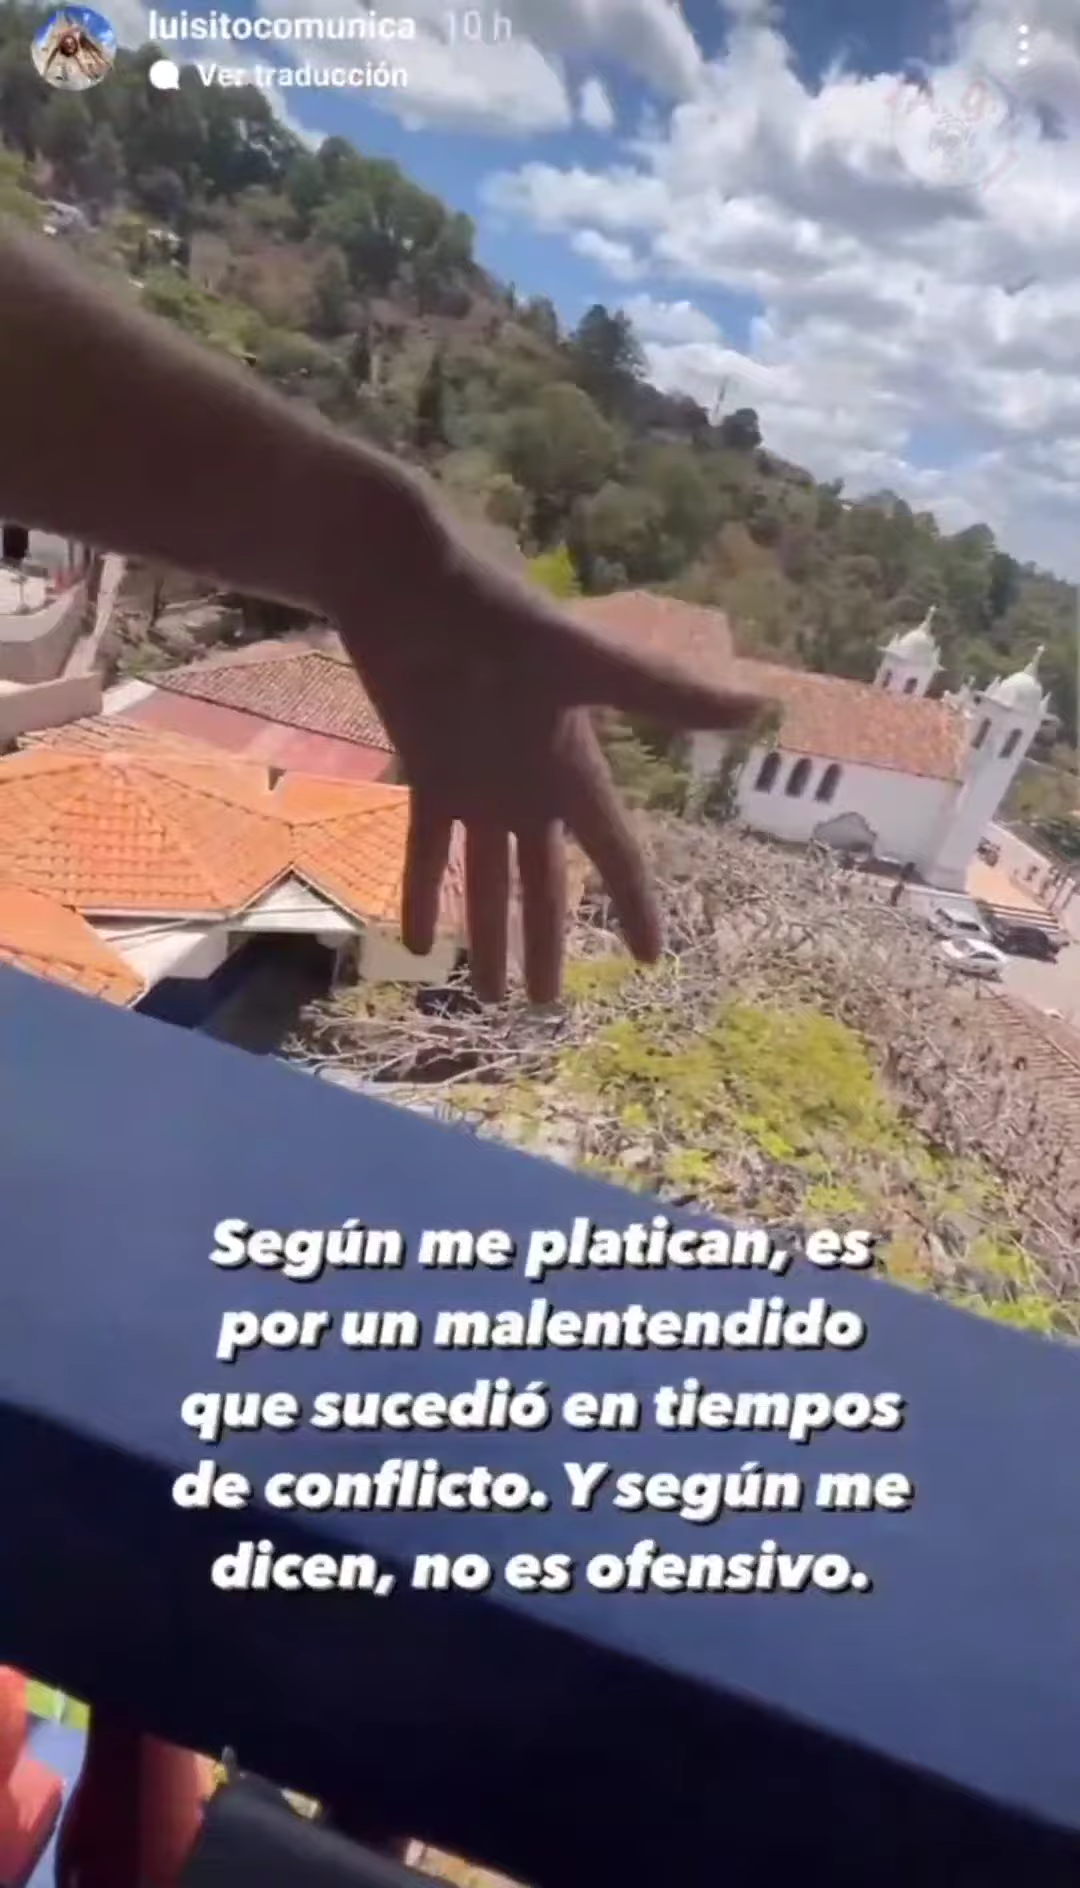 luisitocomunica 10 h
Ver traducción
Según me platican, es
por un malentendido
que sucedió en tiempos
de conflicto. Y según me
dicen, no es ofensivo.